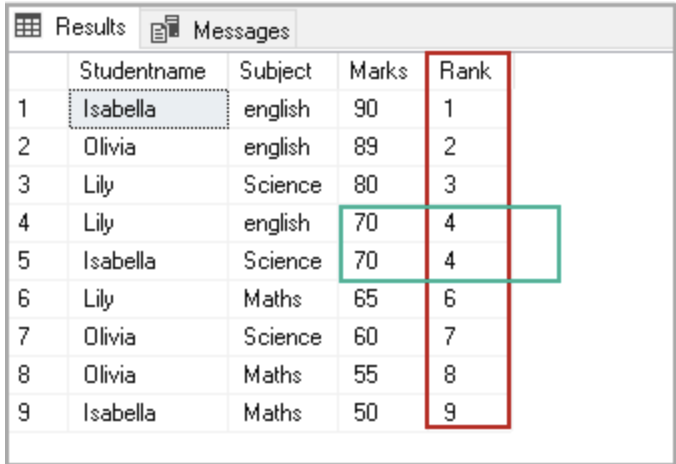 Results Messages
Studentname Subject Marks Rank
1 Isabella english 90 1
2 Olivia english 89 2
3 Lily Science 80 3
4 Lily english 70 4
5 Isabella Science 70 4
6 Lily Maths 65 6
7 Olivia Science 60 7
8 Olivia Maths 55 8
9 Isabella Maths 50 9